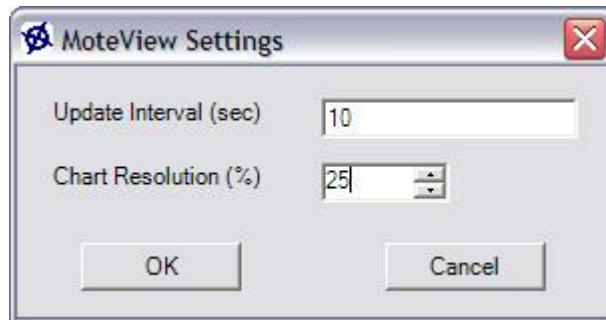 MoteView Settings
Update Interval (sec) 10
Chart Resolution (%) 25
OK Cancel